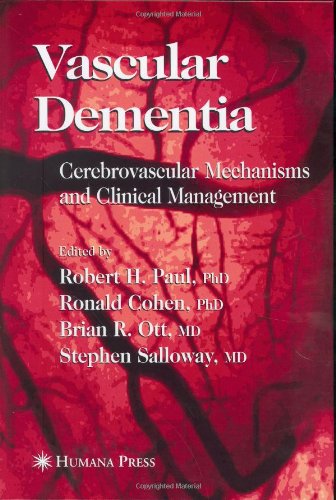 Vascular
Dementia
Cerebrovascular Mechanisms
and Clinical Management
Edited by
Robert H. Paul, PhD
Ronald Cohen, PhD
Brian R. Ott, MD
Stephen Salloway, MD
HUMANA PRESS